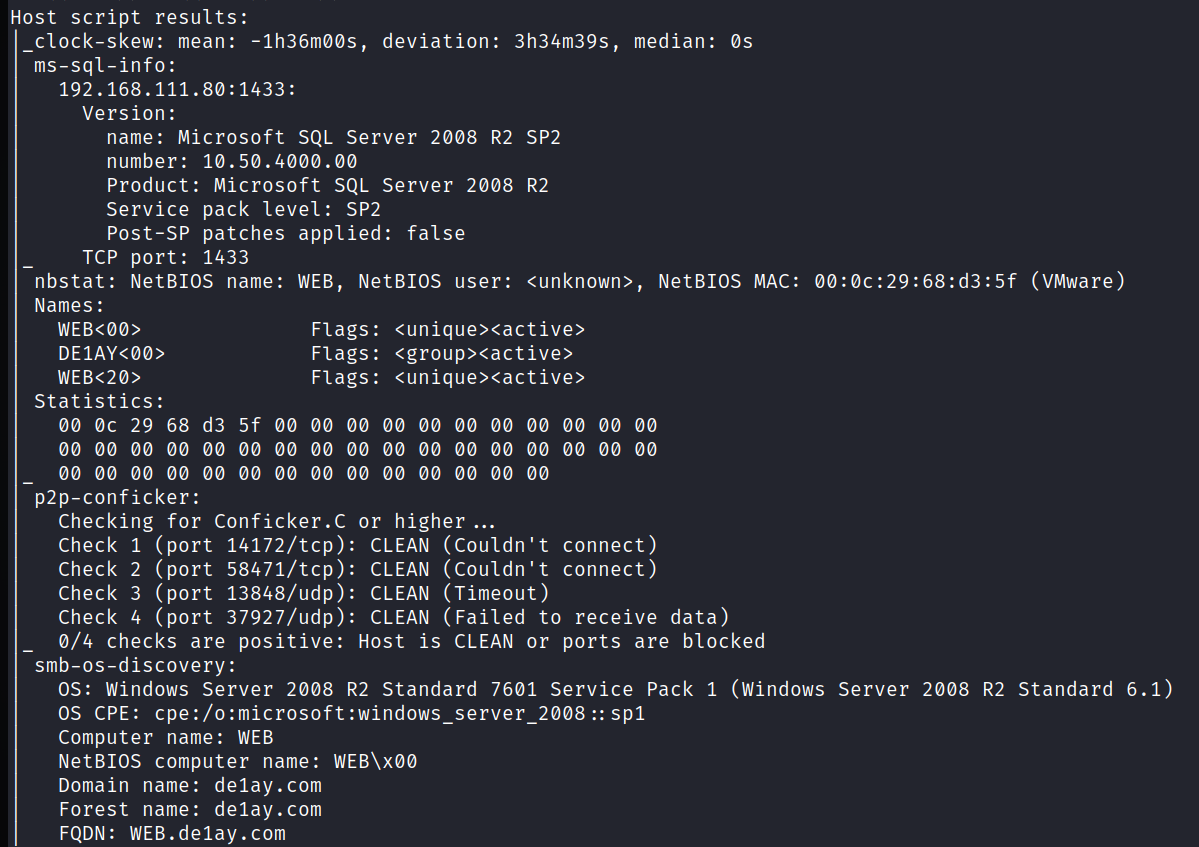 Host script results:
|_clock-skew: mean: -1h36m00s, deviation: 3h34m39s, median: 0s
| ms-sql-info:
|   192.168.111.80:1433:
|     Version:
|       name: Microsoft SQL Server 2008 R2 SP2
|       number: 10.50.4000.00
|       Product: Microsoft SQL Server 2008 R2
|       Service pack level: SP2
|       Post-SP patches applied: false
|_    TCP port: 1433
| nbstat: NetBIOS name: WEB, NetBIOS user: <unknown>, NetBIOS MAC: 00:0c:29:68:d3:5f (VMware)
| Names:
|   WEB<00>              Flags: <unique><active>
|   DE1AY<00>            Flags: <group><active>
|   WEB<20>              Flags: <unique><active>
| Statistics:
|   00 0c 29 68 d3 5f 00 00 00 00 00 00 00 00 00 00 00
|   00 00 00 00 00 00 00 00 00 00 00 00 00 00 00 00 00
|_  00 00 00 00 00 00 00 00 00 00 00 00 00 00
| p2p-conficker:
|   Checking for Conficker.C or higher...
|   Check 1 (port 14172/tcp): CLEAN (Couldn't connect)
|   Check 2 (port 58471/tcp): CLEAN (Couldn't connect)
|   Check 3 (port 13848/udp): CLEAN (Timeout)
|   Check 4 (port 37927/udp): CLEAN (Failed to receive data)
|_  0/4 checks are positive: Host is CLEAN or ports are blocked
| smb-os-discovery:
|   OS: Windows Server 2008 R2 Standard 7601 Service Pack 1 (Windows Server 2008 R2 Standard 6.1)
|   OS CPE: cpe:/o:microsoft:windows_server_2008::sp1
|   Computer name: WEB
|   NetBIOS computer name: WEB\x00
|   Domain name: de1ay.com
|   Forest name: de1ay.com
|   FQDN: WEB.de1ay.com